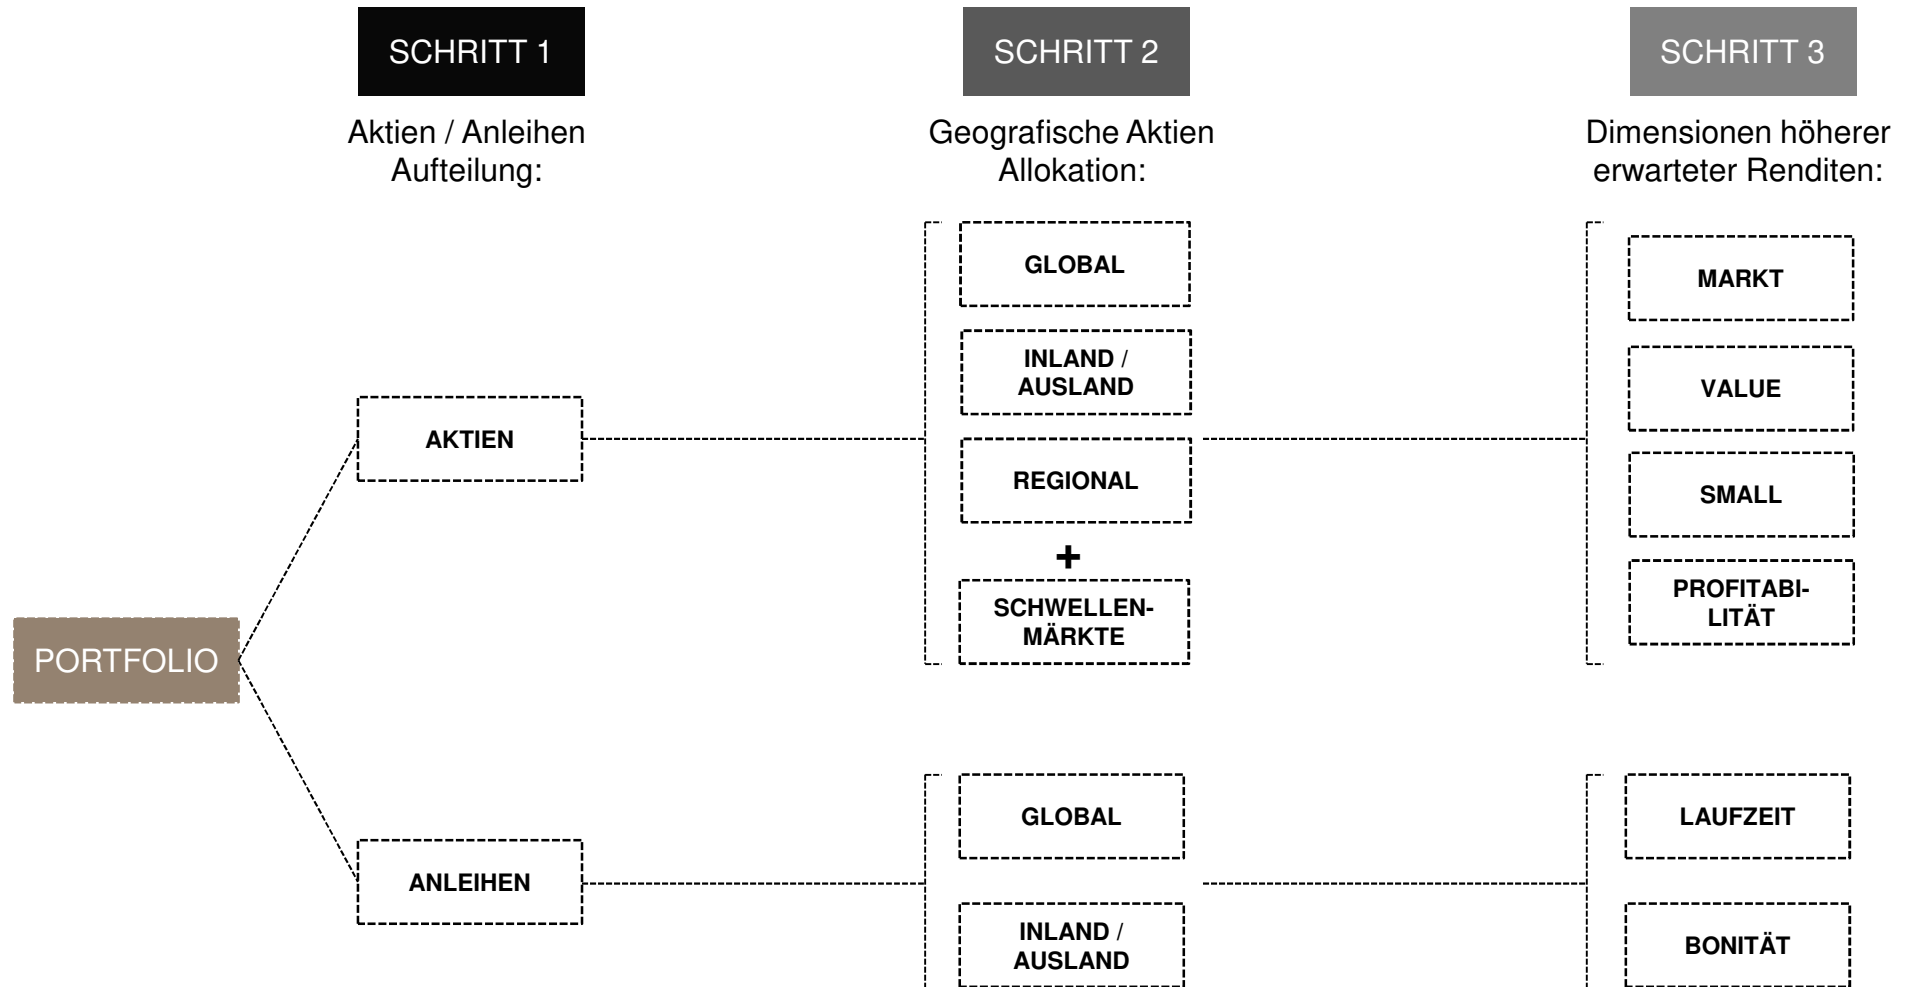 SCHRITT 1
SCHRITT 2
SCHRITT 3
Aktien / Anleihen
Aufteilung:
Geografische Aktien
Allokation:
Dimensionen höherer
erwarteter Renditen:
PORTFOLIO
AKTIEN
GLOBAL
INLAND /
AUSLAND
REGIONAL
+
SCHWELLEN-
MÄRKTE
MARKT
VALUE
SMALL
PROFITABI-
LITÄT
ANLEIHEN
GLOBAL
INLAND /
AUSLAND
LAUFZEIT
BONITÄT